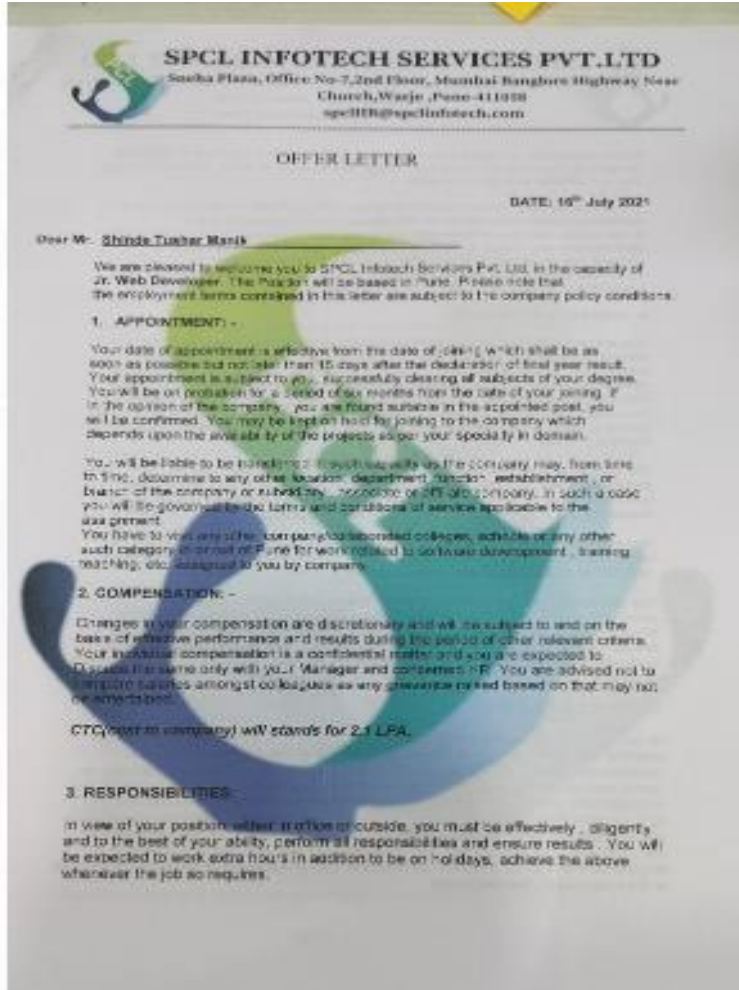 SPCL
SPCL INFOTECH SERVICES PVT.LTD
Sneha Plaza, Office No-7,2nd Floor, Mumbai Banglore Highway Near
Church,Warje ,Pune-411058
spclHR@spclinfotech.com
OFFER LETTER
DATE: 16th July 2021
Dear Mr. Shinde Tushar Manik
We are pleased to welcome you to SPCL Infotech Services Pvt. Ltd. in the capacity of
Jr. Web Developer. The Position will be based in Pune. Please note that
the employment terms contained in this letter are subject to the company policy conditions.
1. APPOINTMENT: -
Your date of appointment is effective from the date of joining which shall be as
soon as possible but not later than 15 days after the declaration of final year result.
Your appointment is subject to you successfully clearing all subjects of your degree.
You will be on probation for a period of six months from the date of your joining. If
in the opinion of the company , you are found suitable in the appointed post, you
will be confirmed. You may be kept on hold for joining to the company which
depends upon the availability of the projects as per your specialty in domain.
You will be liable to be transferred in such capacity as the company may, from time
to time, determine to any other location, department, function, establishment , or
branch of the company or subsidiary , associate or affiliate company. In such a case
you will be governed by the terms and conditions of service applicable to the
assignment
You have to visit any other company/collaborated colleges, schools or any other
such category in or out of Pune for work related to software development , training
teaching, etc. assigned to you by company
2. COMPENSATION: -
Changes in your compensation are discretionary and will be subject to and on the
basis of effective performance and results during the period of other relevant criteria.
Your individual compensation is a confidential matter and you are expected to
Discuss the same only with your Manager and concerned HR. You are advised not to
compare salaries amongst colleagues as any grievance raised based on that may not
be entertained.
CTC(cost to company) will stands for 2.1 LPA.
3. RESPONSIBILITIES:
In view of your position either in office or outside, you must be effectively , diligently
and to the best of your ability, perform all responsibilities and ensure results . You will
be expected to work extra hours in addition to be on holidays, achieve the above
whenever the job so requires.